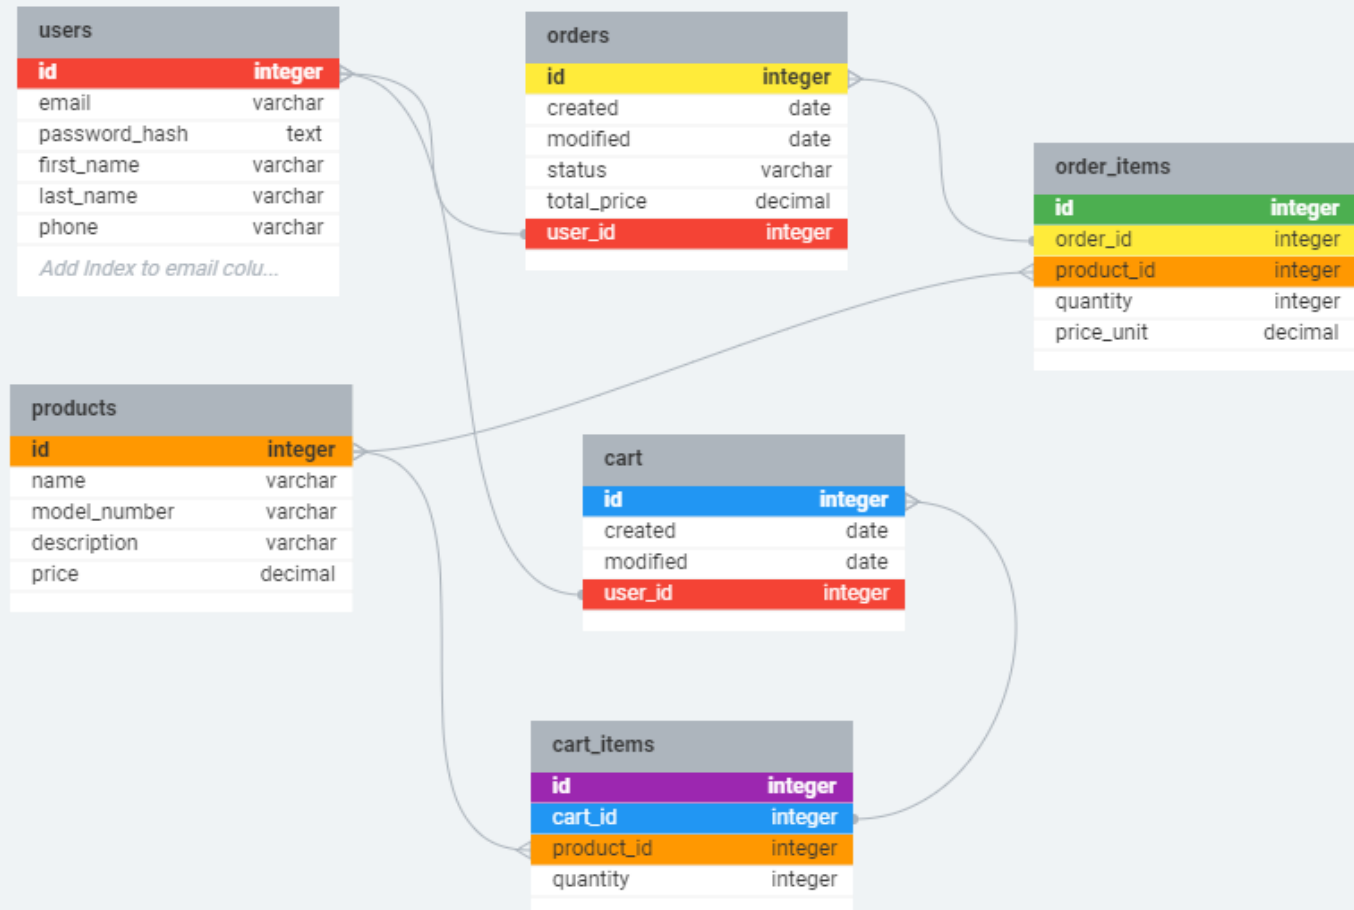 users
id integer
email varchar
password_hash text
first_name varchar
last_name varchar
phone varchar
Add Index to email colu...
orders
id integer
created date
modified date
status varchar
total_price decimal
user_id integer
order_items
id integer
order_id integer
product_id integer
quantity integer
price_unit decimal
products
id integer
name varchar
model_number varchar
description varchar
price decimal
cart
id integer
created date
modified date
user_id integer
cart_items
id integer
cart_id integer
product_id integer
quantity integer